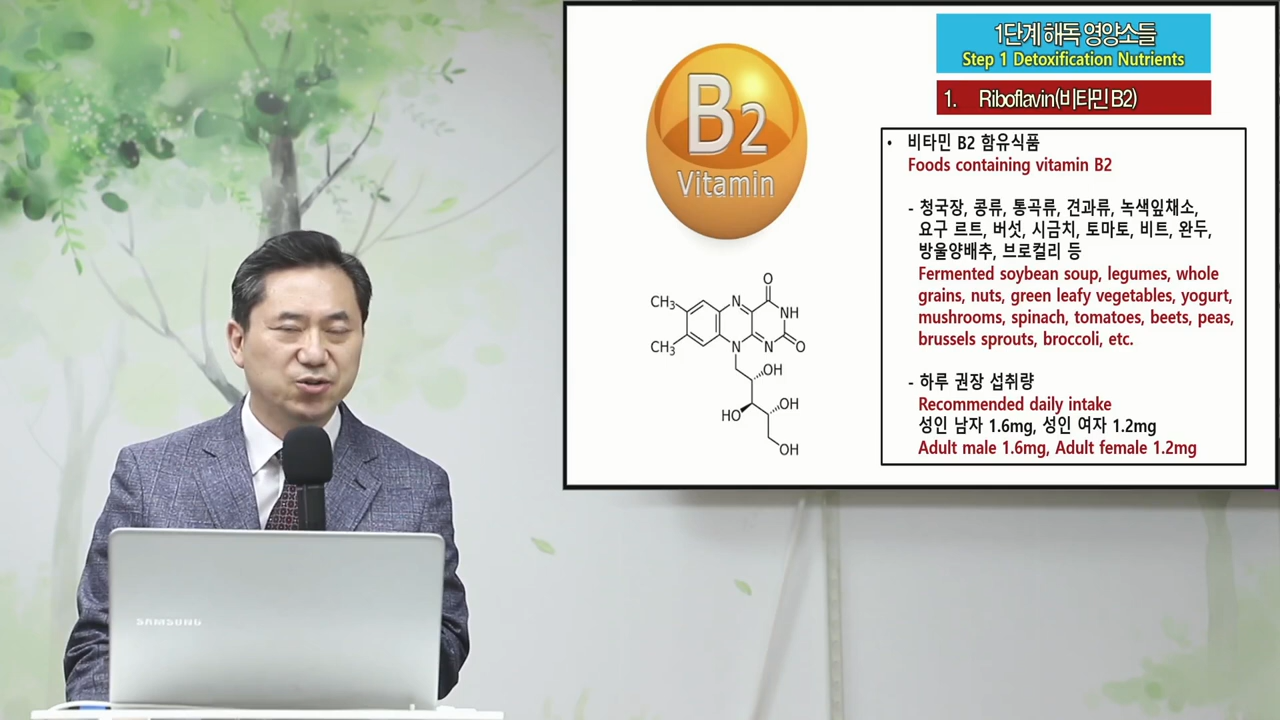 SAMSUNG
B2
Vitamin
CH3
CH3
N
N
N
O
NH
O
OH
HO
OH
OH
1단계 해독 영양소들
Step 1 Detoxification Nutrients
1. Riboflavin(비타민 B2)
• 비타민 B2 함유식품
Foods containing vitamin B2
- 청국장, 콩류, 통곡류, 견과류, 녹색잎채소,
요구 르트, 버섯, 시금치, 토마토, 비트, 완두,
방울양배추, 브로컬리 등
Fermented soybean soup, legumes, whole
grains, nuts, green leafy vegetables, yogurt,
mushrooms, spinach, tomatoes, beets, peas,
brussels sprouts, broccoli, etc.
- 하루 권장 섭취량
Recommended daily intake
성인 남자 1.6mg, 성인 여자 1.2mg
Adult male 1.6mg, Adult female 1.2mg